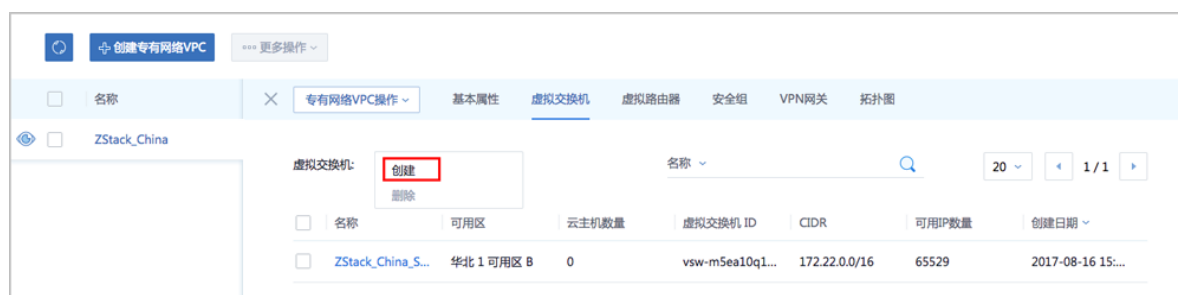 创建专有网络VPC 更多操作
名称 专有网络VPC操作 基本属性 虚拟交换机 虚拟路由器 安全组 VPN网关 拓扑图
ZStack_China
虚拟交换机: 创建 名称 20 1 / 1
删除
名称 可用区 云主机数量 虚拟交换机 ID CIDR 可用IP数量 创建日期
ZStack_China_S... 华北 1 可用区 B 0 vsw-m5ea10q1... 172.22.0.0/16 65529 2017-08-16 15:...